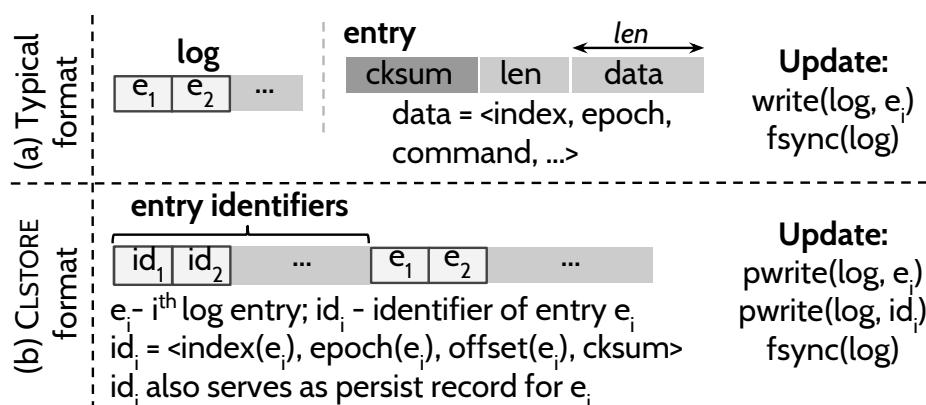 (a) Typical format
log
e₁ e₂ ...
entry
len
cksum len data
data = <index, epoch,
command, ...>
Update:
write(log, eᵢ)
fsync(log)
(b) CLSTORE format
entry identifiers
id₁ id₂ ... e₁ e₂ ...
eᵢ- iᵗʰ log entry; idᵢ - identifier of entry eᵢ
idᵢ = <index(eᵢ), epoch(eᵢ), offset(eᵢ), cksum>
idᵢ also serves as persist record for eᵢ
Update:
pwrite(log, eᵢ)
pwrite(log, idᵢ)
fsync(log)